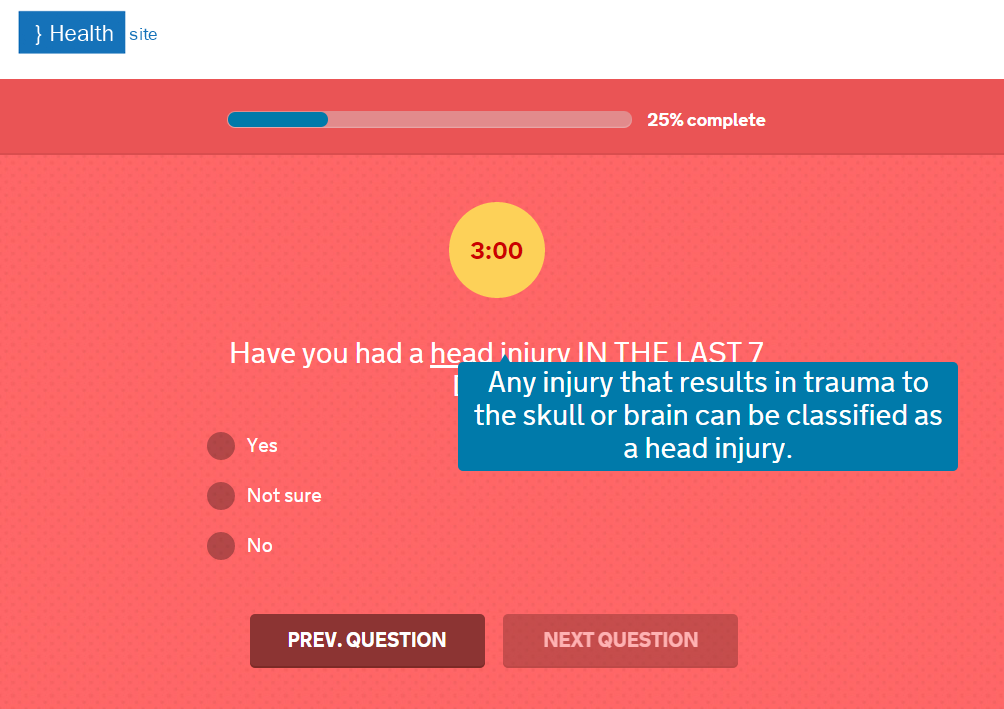 } Health site
25% complete
3:00
Have you had a head injury IN THE LAST 7
Any injury that results in trauma to
the skull or brain can be classified as
a head injury.
Yes
Not sure
No
PREV. QUESTION
NEXT QUESTION